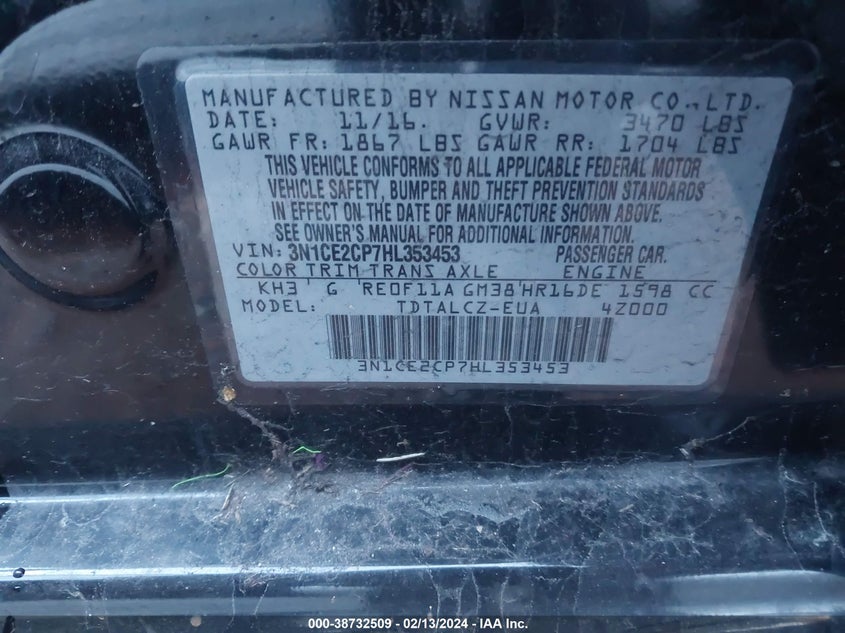 MANUFACTURED BY NISSAN MOTOR CO., LTD.
DATE: 11/16. GVWR: 3470 LBS
GAWR FR: 1867 LBS GAWR RR: 1704 LBS
THIS VEHICLE CONFORMS TO ALL APPLICABLE FEDERAL MOTOR
VEHICLE SAFETY, BUMPER AND THEFT PREVENTION STANDARDS
IN EFFECT ON THE DATE OF MANUFACTURE SHOWN ABOVE.
SEE OWNER'S MANUAL FOR ADDITIONAL INFORMATION.
VIN: 3N1CE2CP7HL353453 PASSENGER CAR.
COLOR TRIM TRANS AXLE ENGINE
KH3 G RE0F11A GM38 HR16DE 1598 CC
MODEL: TDTALCZ-EUA 4Z000
3N1CE2CP7HL353453
000-38732509 --- 02/13/2024 --- IAA Inc.